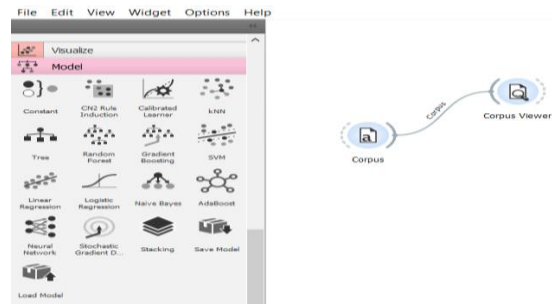 File Edit View Widget Options Help
Visualize
Model
Constant
CN2 Rule
Induction
Calibrated
Learner
kNN
Tree
Random
Forest
Gradient
Boosting
SVM
Linear
Regression
Logistic
Regression
Naive Bayes
AdaBoost
Neural
Network
Stochastic
Gradient D...
Stacking
Save Model
Load Model
a
Corpus
Corpus
Corpus Viewer